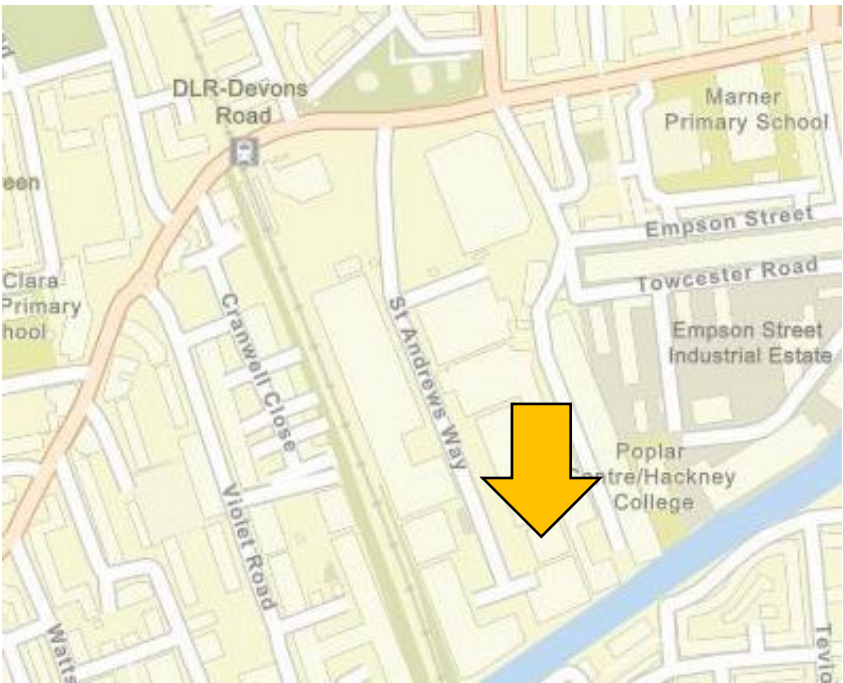 DLR-Devons
Road
Marner
Primary School
een
Empson Street
Clara
Primary
hool
Towcester Road
Cranwell Close
St Andrews Way
Empson Street
Industrial Estate
Poplar
entre/Hackney
College
Violet Road
Watts
Tevio